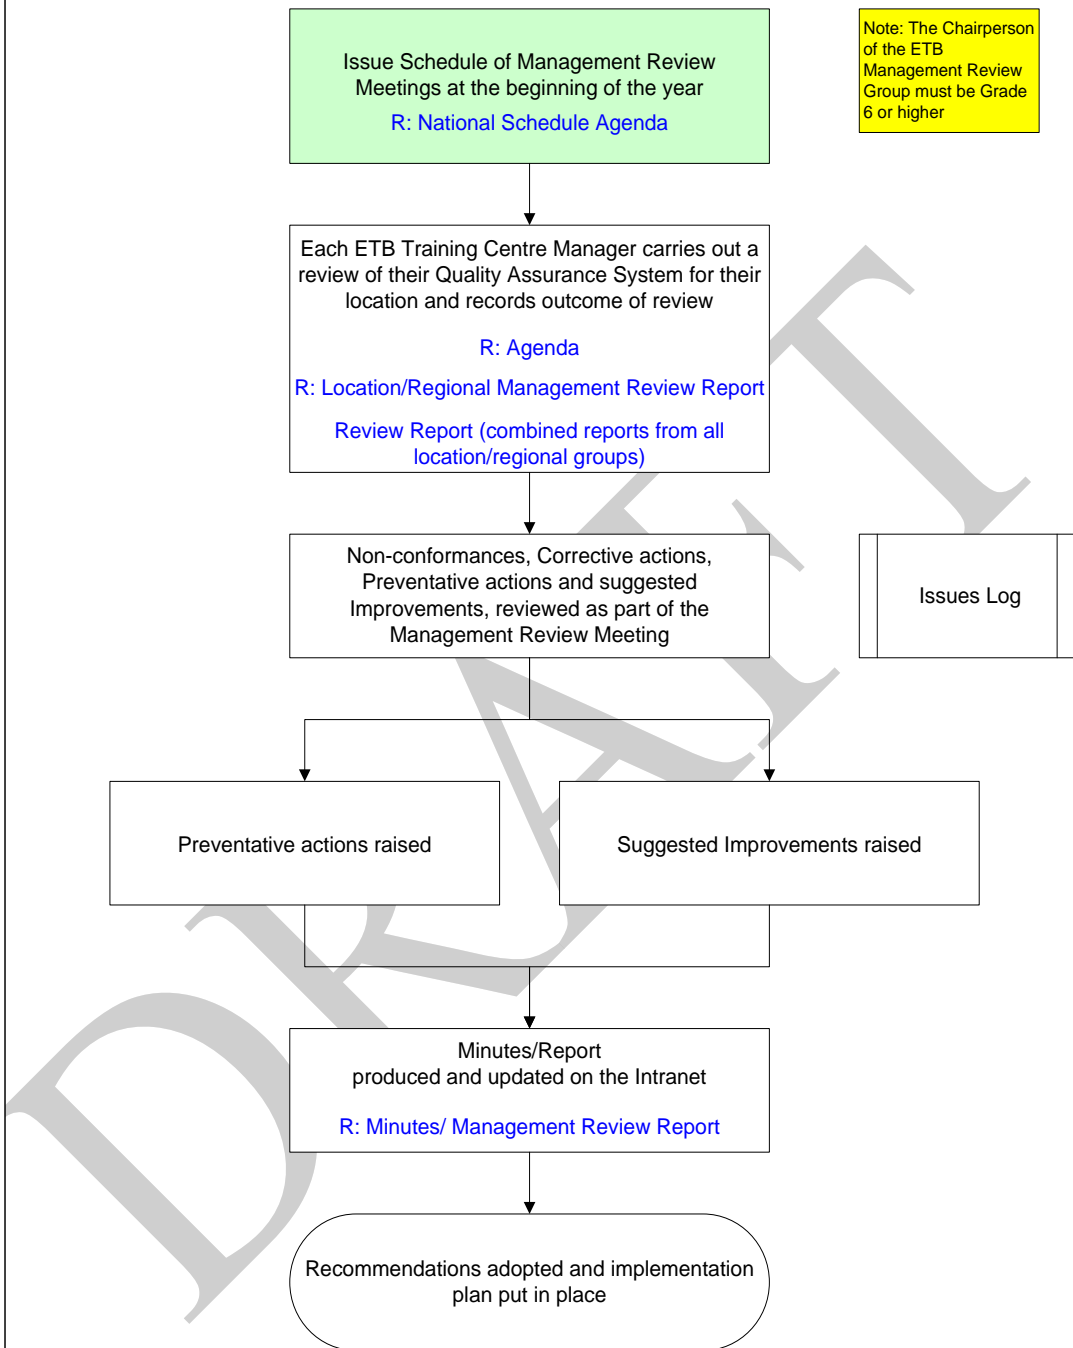 Issue Schedule of Management Review
Meetings at the beginning of the year
R: National Schedule Agenda
Note: The Chairperson
of the ETB
Management Review
Group must be Grade
6 or higher
Each ETB Training Centre Manager carries out a
review of their Quality Assurance System for their
location and records outcome of review
R: Agenda
R: Location/Regional Management Review Report
Review Report (combined reports from all
location/regional groups)
Non-conformances, Corrective actions,
Preventative actions and suggested
Improvements, reviewed as part of the
Management Review Meeting
Issues Log
Preventative actions raised
Suggested Improvements raised
Minutes/Report
produced and updated on the Intranet
R: Minutes/ Management Review Report
Recommendations adopted and implementation
plan put in place
DRAFT